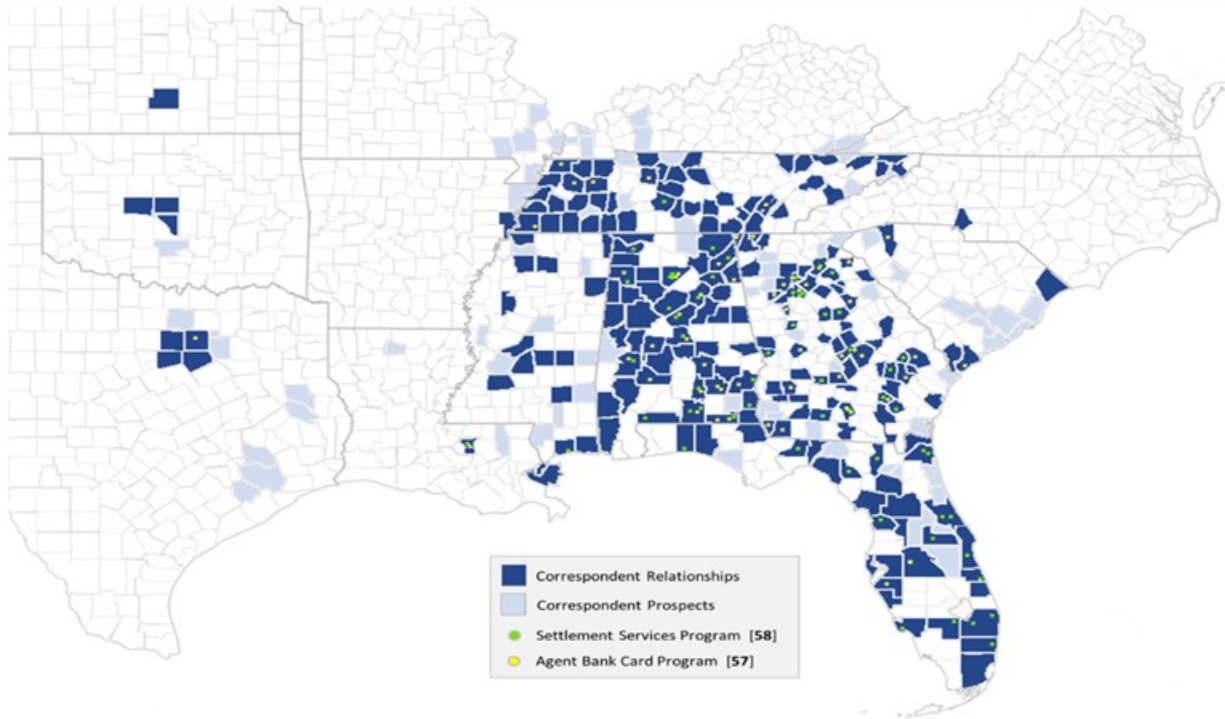 Correspondent Relationships
Correspondent Prospects
Settlement Services Program [58]
Agent Bank Card Program [57]